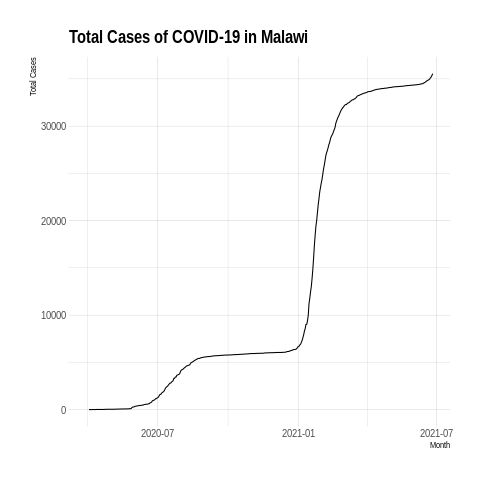 Total Cases of COVID-19 in Malawi
Total Cases
30000
20000
10000
0
2020-07
2021-01
2021-07
Month